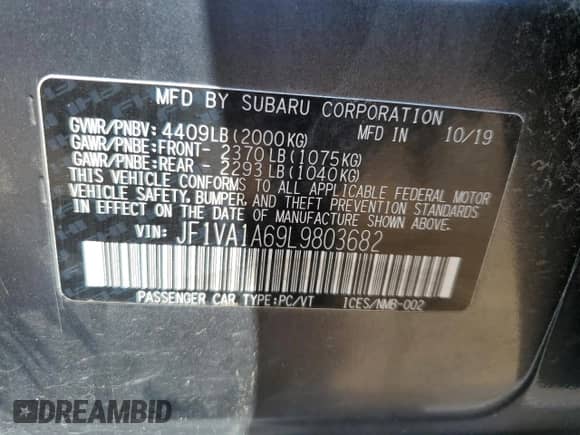 MFD BY SUBARU CORPORATION
GVWR/PNBV: 4409LB(2000KG) MFD IN 10/19
GAWR/PNBE:FRONT- 2370LB(1075KG)
GAWR/PNBE:REAR - 2293LB(1040KG)
THIS VEHICLE CONFORMS TO ALL APPLICABLE FEDERAL MOTOR
VEHICLE SAFETY, BUMPER, AND THEFT PREVENTION STANDARDS
IN EFFECT ON THE DATE OF MANUFACTURE SHOWN ABOVE.
VIN: JF1VA1A69L9803682
PASSENGER CAR, TYPE:PC/VT ICES/NMB-002
DREAMBID